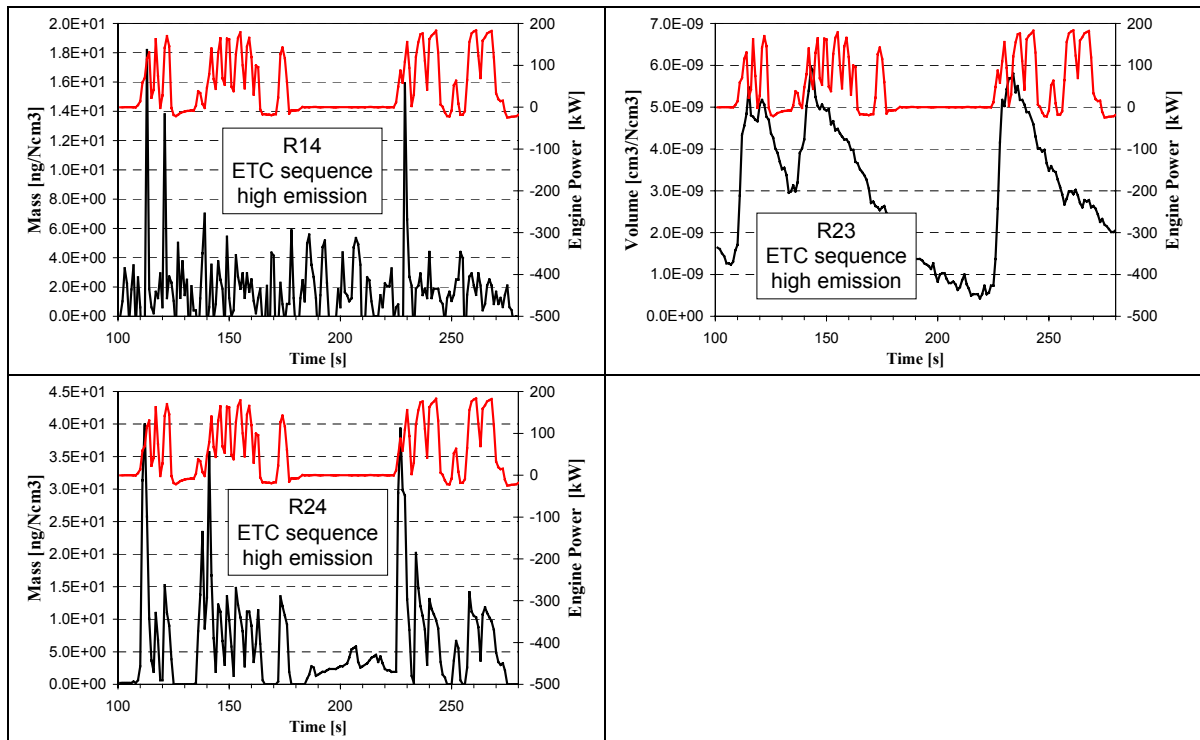 2.0E+01
1.8E+01
1.6E+01
1.4E+01
1.2E+01
1.0E+01
8.0E+00
6.0E+00
4.0E+00
2.0E+00
0.0E+00
Mass [ng/Ncm3]
R14
ETC sequence
high emission
200
100
0
-100
-200
-300
-400
-500
Engine Power [kW]
100 150 200 250
Time [s]
7.0E-09
6.0E-09
5.0E-09
4.0E-09
3.0E-09
2.0E-09
1.0E-09
0.0E+00
Volume [cm3/Ncm3]
R23
ETC sequence
high emission
200
100
0
-100
-200
-300
-400
-500
Engine Power [kW]
100 150 200 250
Time [s]
4.5E+01
4.0E+01
3.5E+01
3.0E+01
2.5E+01
2.0E+01
1.5E+01
1.0E+01
5.0E+00
0.0E+00
Mass [ng/Ncm3]
R24
ETC sequence
high emission
200
100
0
-100
-200
-300
-400
-500
Engine Power [kW]
100 150 200 250
Time [s]